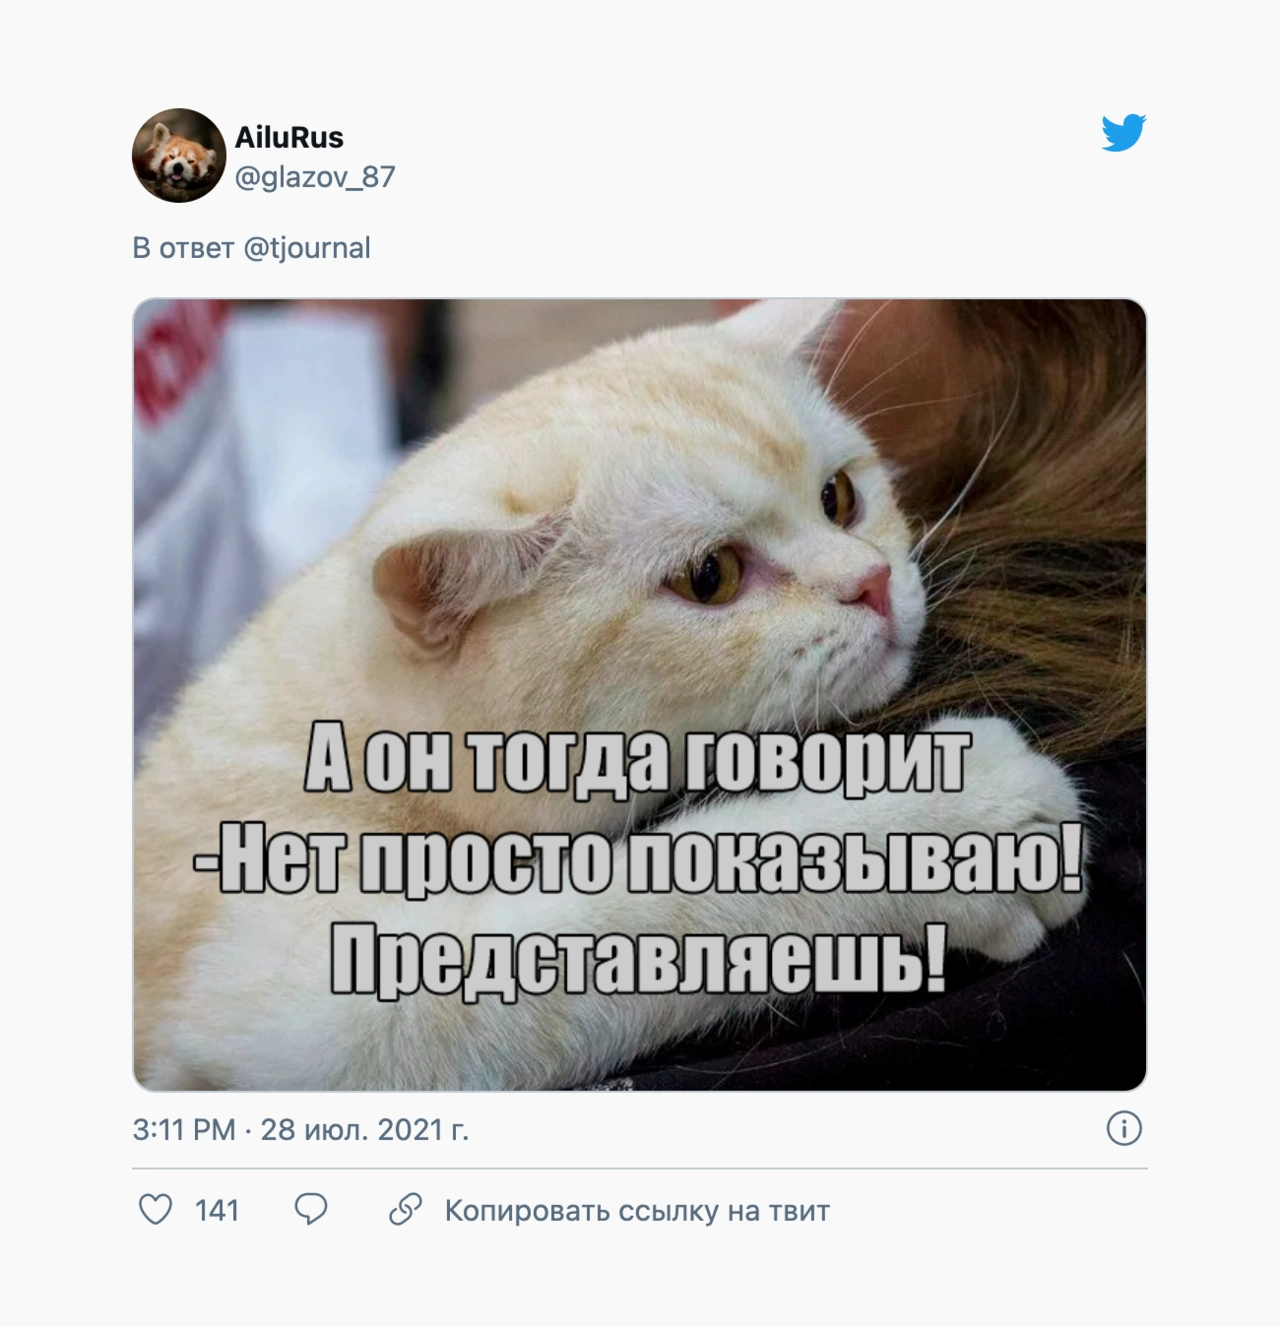 AiluRus
@glazov_87
В ответ @tjournal
А он тогда говорит
-Нет просто показываю!
Представляешь!
3:11 PM · 28 июл. 2021 г.
141
Копировать ссылку на твит